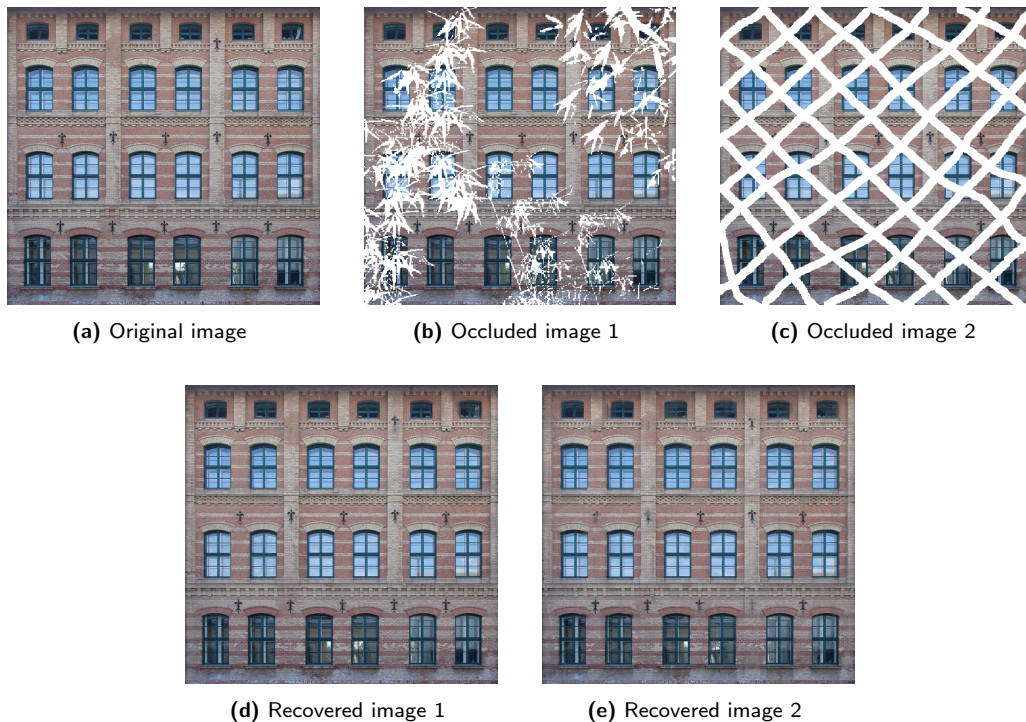 (a) Original image
(b) Occluded image 1
(c) Occluded image 2
(d) Recovered image 1
(e) Recovered image 2